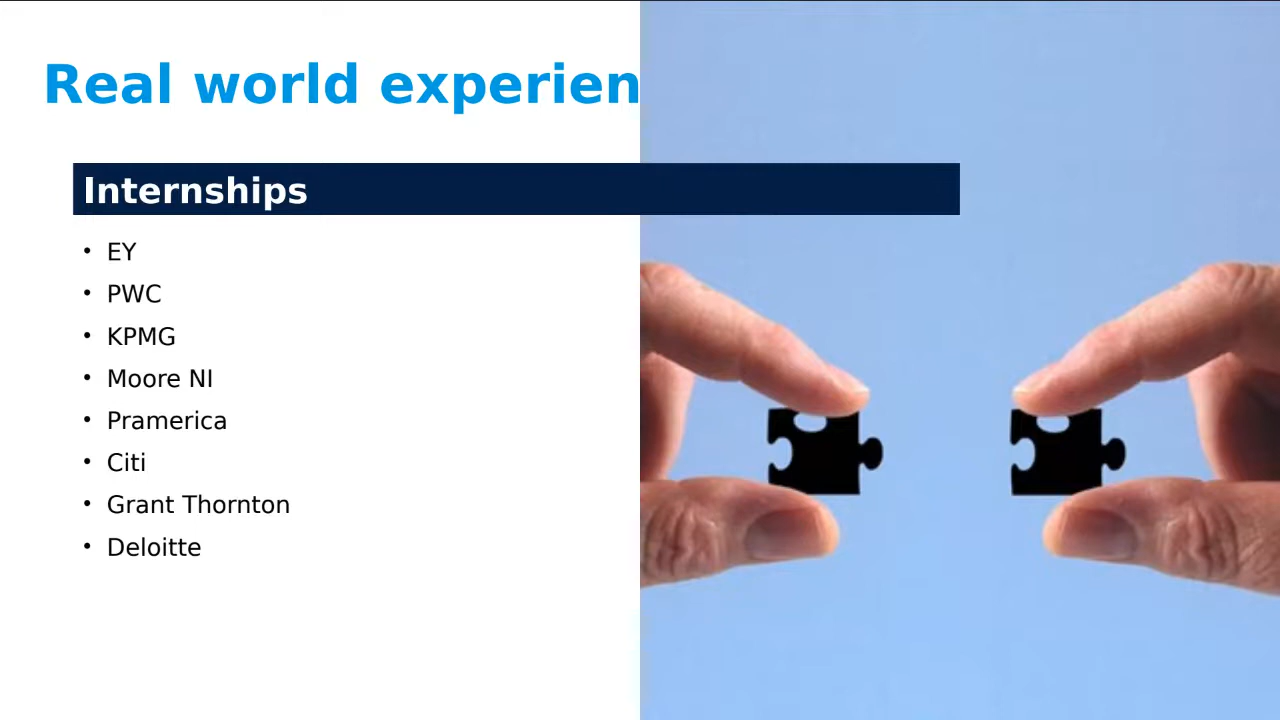 Real world experien
Internships
• EY
• PWC
• KPMG
• Moore NI
• Pramerica
• Citi
• Grant Thornton
• Deloitte